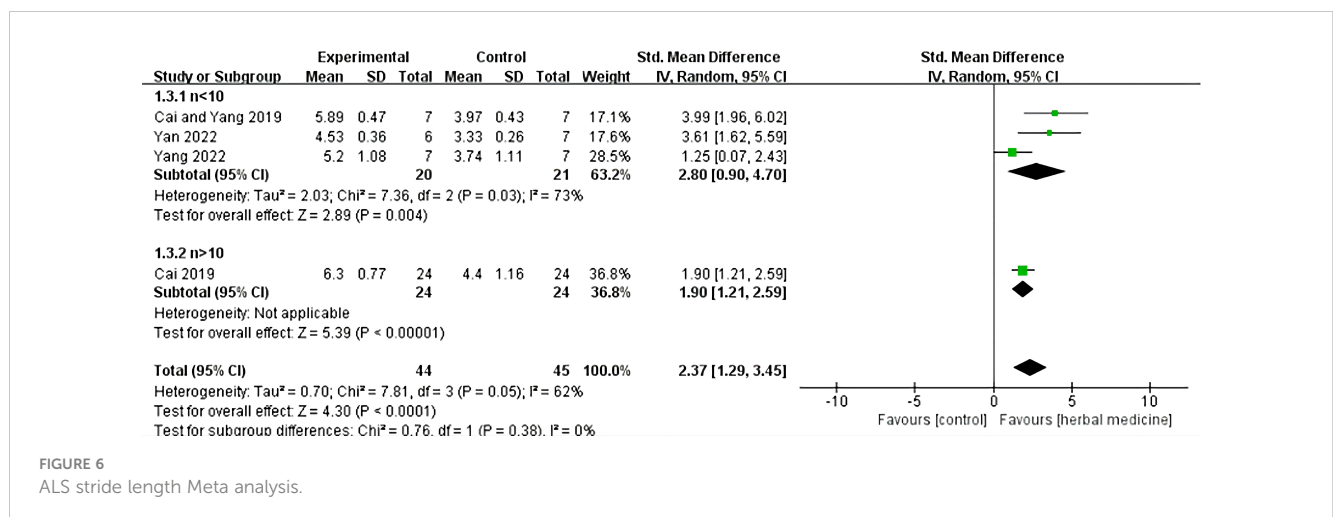 Experimental Control Std. Mean Difference Std. Mean Difference
Study or Subgroup Mean SD Total Mean SD Total Weight IV, Random, 95% CI IV, Random, 95% CI
1.3.1 n<10
Cai and Yang 2019 5.89 0.47 7 3.97 0.43 7 17.1% 3.99 [1.96, 6.02]
Yan 2022 4.53 0.36 6 3.33 0.26 7 17.6% 3.61 [1.62, 5.59]
Yang 2022 5.2 1.08 7 3.74 1.11 7 28.5% 1.25 [0.07, 2.43]
Subtotal (95% CI) 20 21 63.2% 2.80 [0.90, 4.70]
Heterogeneity: Tau² = 2.03; Chi² = 7.36, df = 2 (P = 0.03); I² = 73%
Test for overall effect: Z = 2.89 (P = 0.004)
1.3.2 n>10
Cai 2019 6.3 0.77 24 4.4 1.16 24 36.8% 1.90 [1.21, 2.59]
Subtotal (95% CI) 24 24 36.8% 1.90 [1.21, 2.59]
Heterogeneity: Not applicable
Test for overall effect: Z = 5.39 (P < 0.00001)
Total (95% CI) 44 45 100.0% 2.37 [1.29, 3.45]
Heterogeneity: Tau² = 0.70; Chi² = 7.81, df = 3 (P = 0.05); I² = 62%
Test for overall effect: Z = 4.30 (P < 0.0001)
Test for subgroup differences: Chi² = 0.76, df = 1 (P = 0.38), I² = 0%
-10 -5 0 5 10
Favours [control] Favours [herbal medicine]
FIGURE 6
ALS stride length Meta analysis.